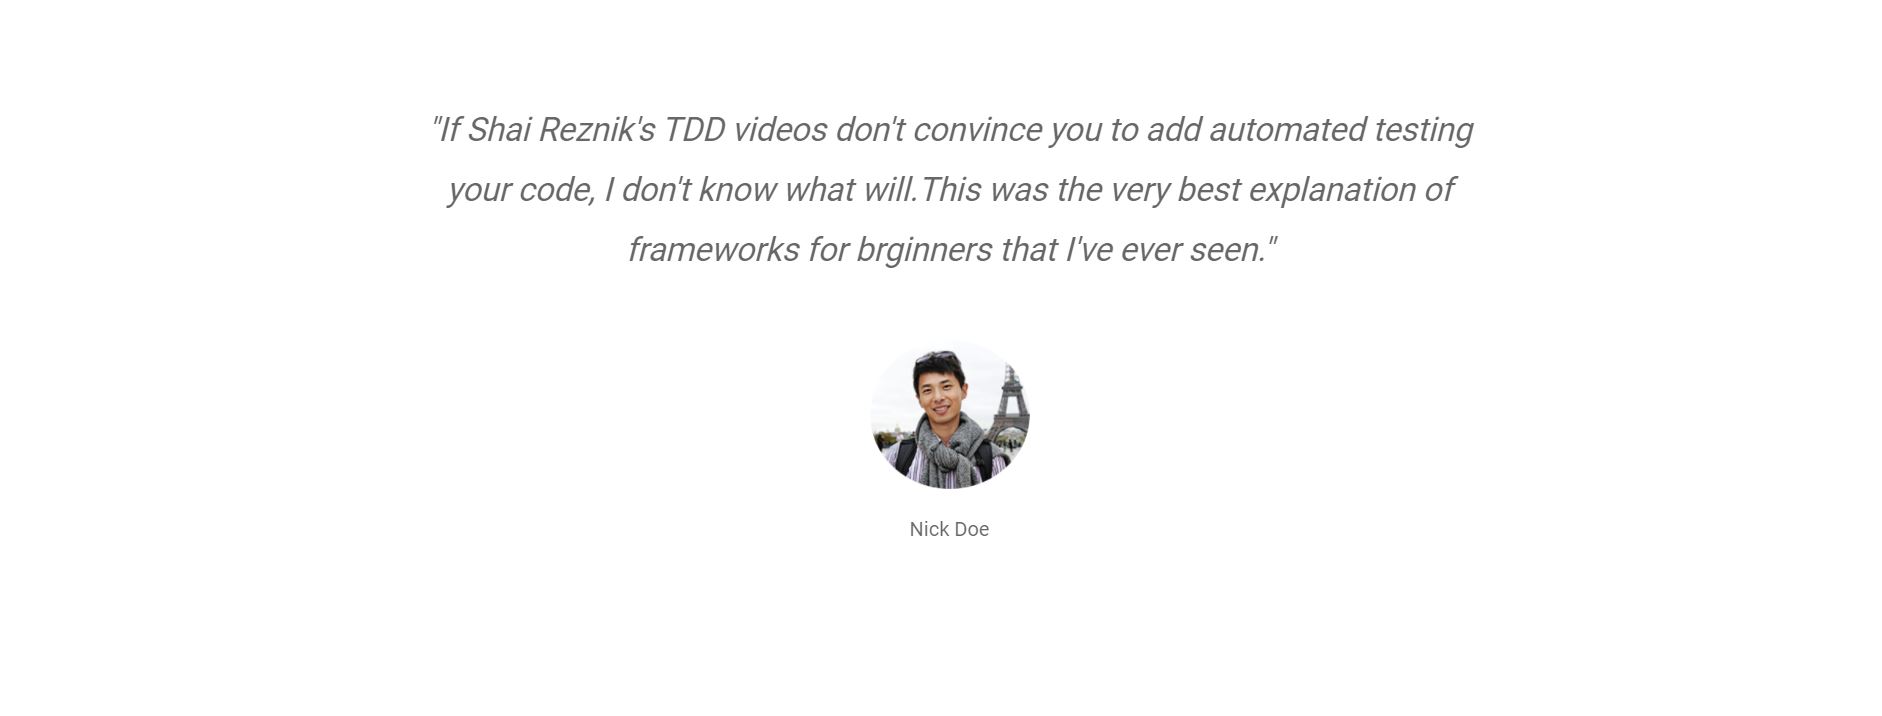 "If Shai Reznik's TDD videos don't convince you to add automated testing
your code, I don't know what will.This was the very best explanation of
frameworks for brginners that I've ever seen."
Nick Doe